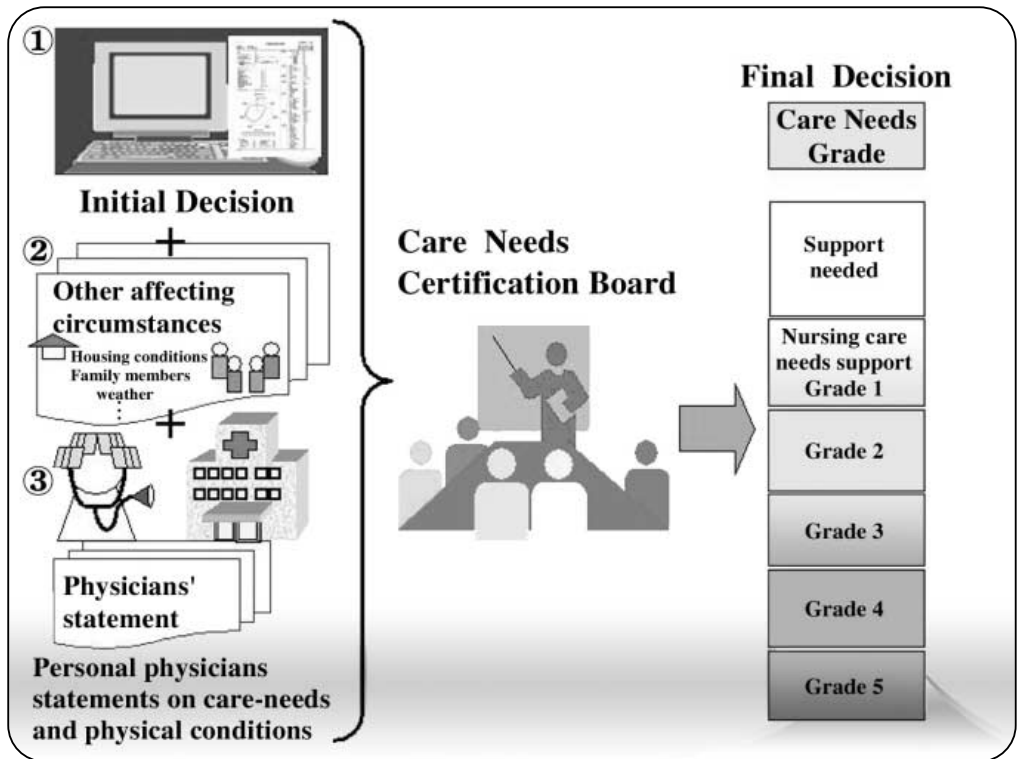 ①
Initial Decision
+
②
Other affecting
circumstances
Housing conditions
Family members
weather
⋮
+
③
Physicians'
statement
Personal physicians
statements on care-needs
and physical conditions
Care Needs
Certification Board
Final Decision
Care Needs
Grade
Support
needed
Nursing care
needs support
Grade 1
Grade 2
Grade 3
Grade 4
Grade 5